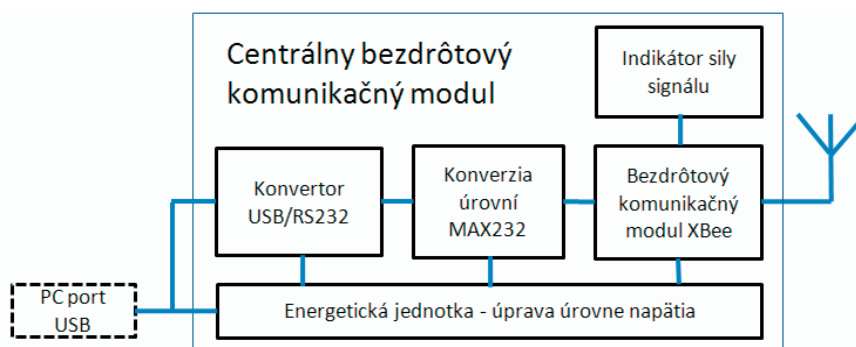 Centrálny bezdrôtový
komunikačný modul
Indikátor sily
signálu
Konvertor
USB/RS232
Konverzia
úrovní
MAX232
Bezdrôtový
komunikačný
modul XBee
PC port
USB
Energetická jednotka - úprava úrovne napätia